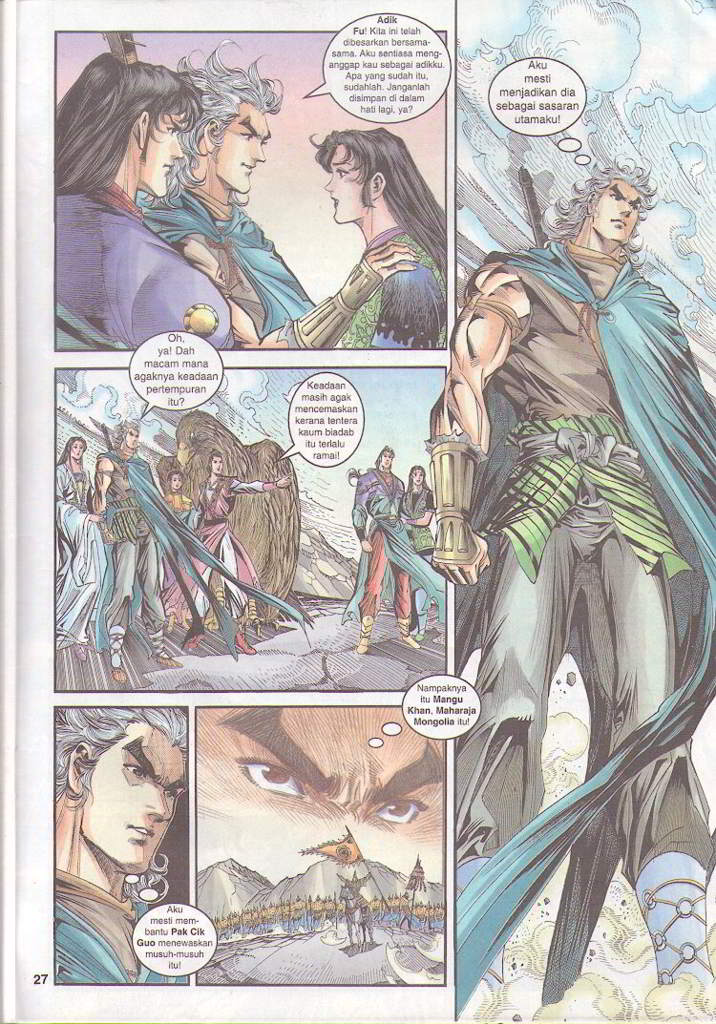 Adik
Fu! Kita ini telah
dibesarkan bersama-
sama. Aku sentiasa meng-
anggap kau sebagai adikku.
Apa yang sudah itu,
sudahlah. Janganlah
disimpan di dalam
hati lagi, ya?
Oh,
ya! Dah
macam mana
agaknya keadaan
pertempuran
itu?
Keadaan
masih agak
mencemaskan
kerana tentera
kaum biadab
itu terlalu
ramai!
Aku
mesti mem-
bantu Pak Cik
Guo menewaskan
musuh-musuh
itu!
Nampaknya
itu Mangu
Khan, Maharaja
Mongolia itu!
Aku
mesti
menjadikan dia
sebagai sasaran
utamaku!
27